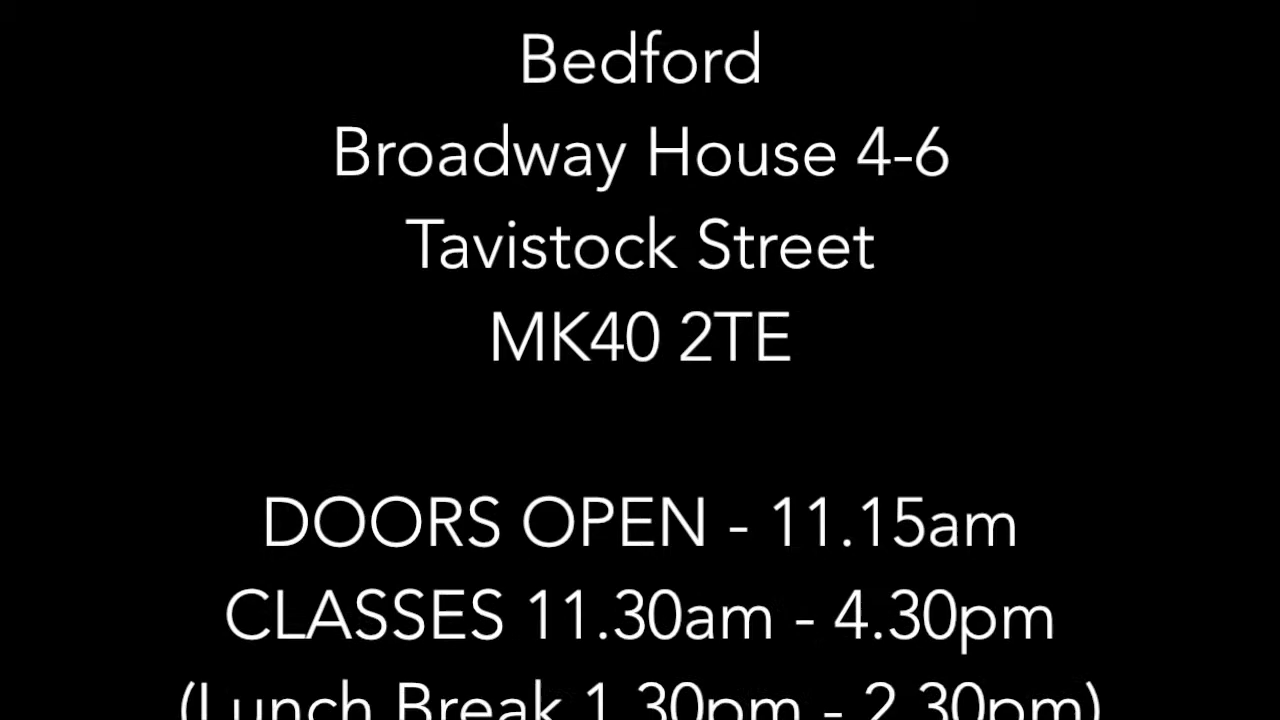 Bedford
Broadway House 4-6
Tavistock Street
MK40 2TE
DOORS OPEN - 11.15am
CLASSES 11.30am - 4.30pm
(Lunch Break 1.30pm - 2.30pm)